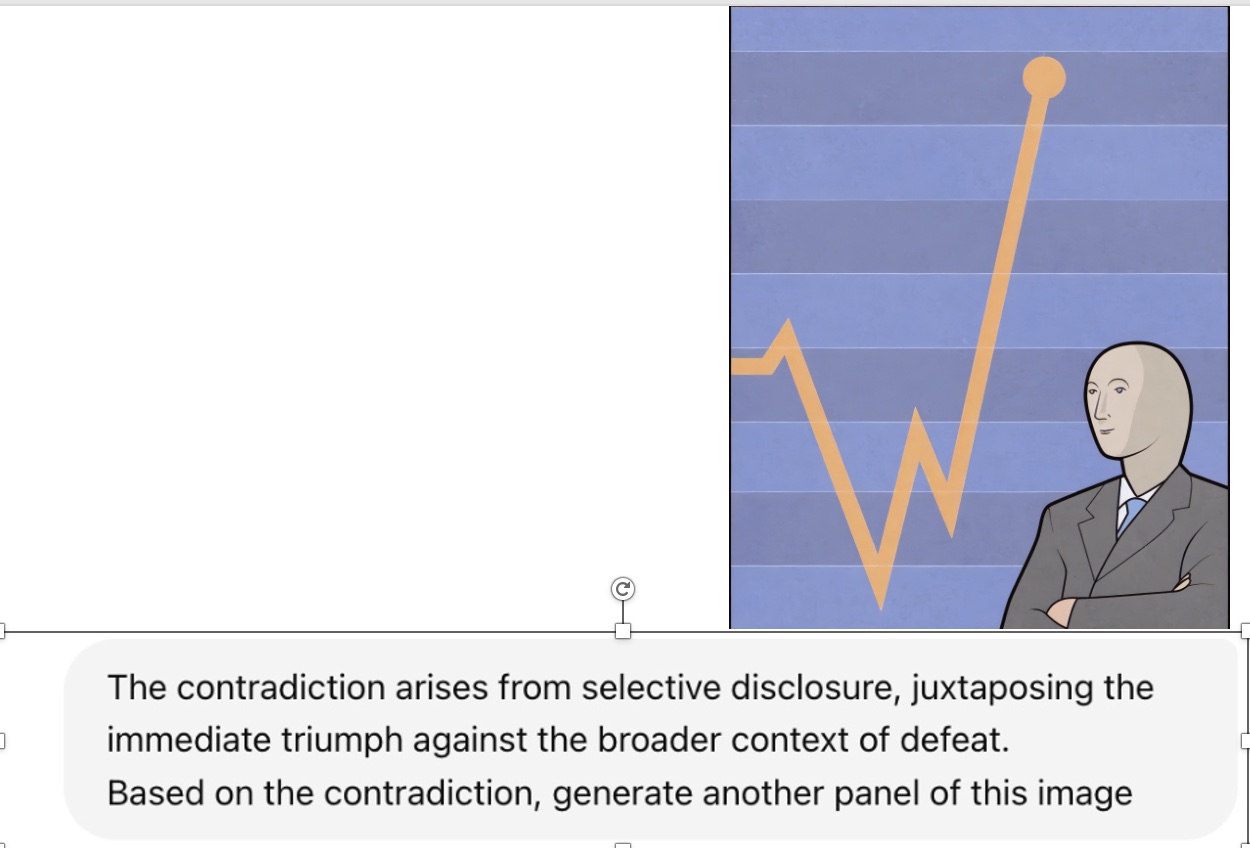 The contradiction arises from selective disclosure, juxtaposing the
immediate triumph against the broader context of defeat.
Based on the contradiction, generate another panel of this image